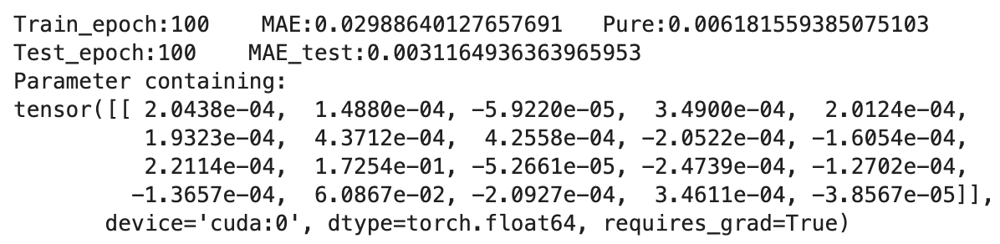 Train_epoch:100    MAE:0.02988640127657691   Pure:0.006181559385075103
Test_epoch:100    MAE_test:0.0031164936363965953
Parameter containing:
tensor([[ 2.0438e-04,  1.4880e-04, -5.9220e-05,  3.4900e-04,  2.0124e-04,
          1.9323e-04,  4.3712e-04,  4.2558e-04, -2.0522e-04, -1.6054e-04,
          2.2114e-04,  1.7254e-01, -5.2661e-05, -2.4739e-04, -1.2702e-04,
         -1.3657e-04,  6.0867e-02, -2.0927e-04,  3.4611e-04, -3.8567e-05]],
       device='cuda:0', dtype=torch.float64, requires_grad=True)